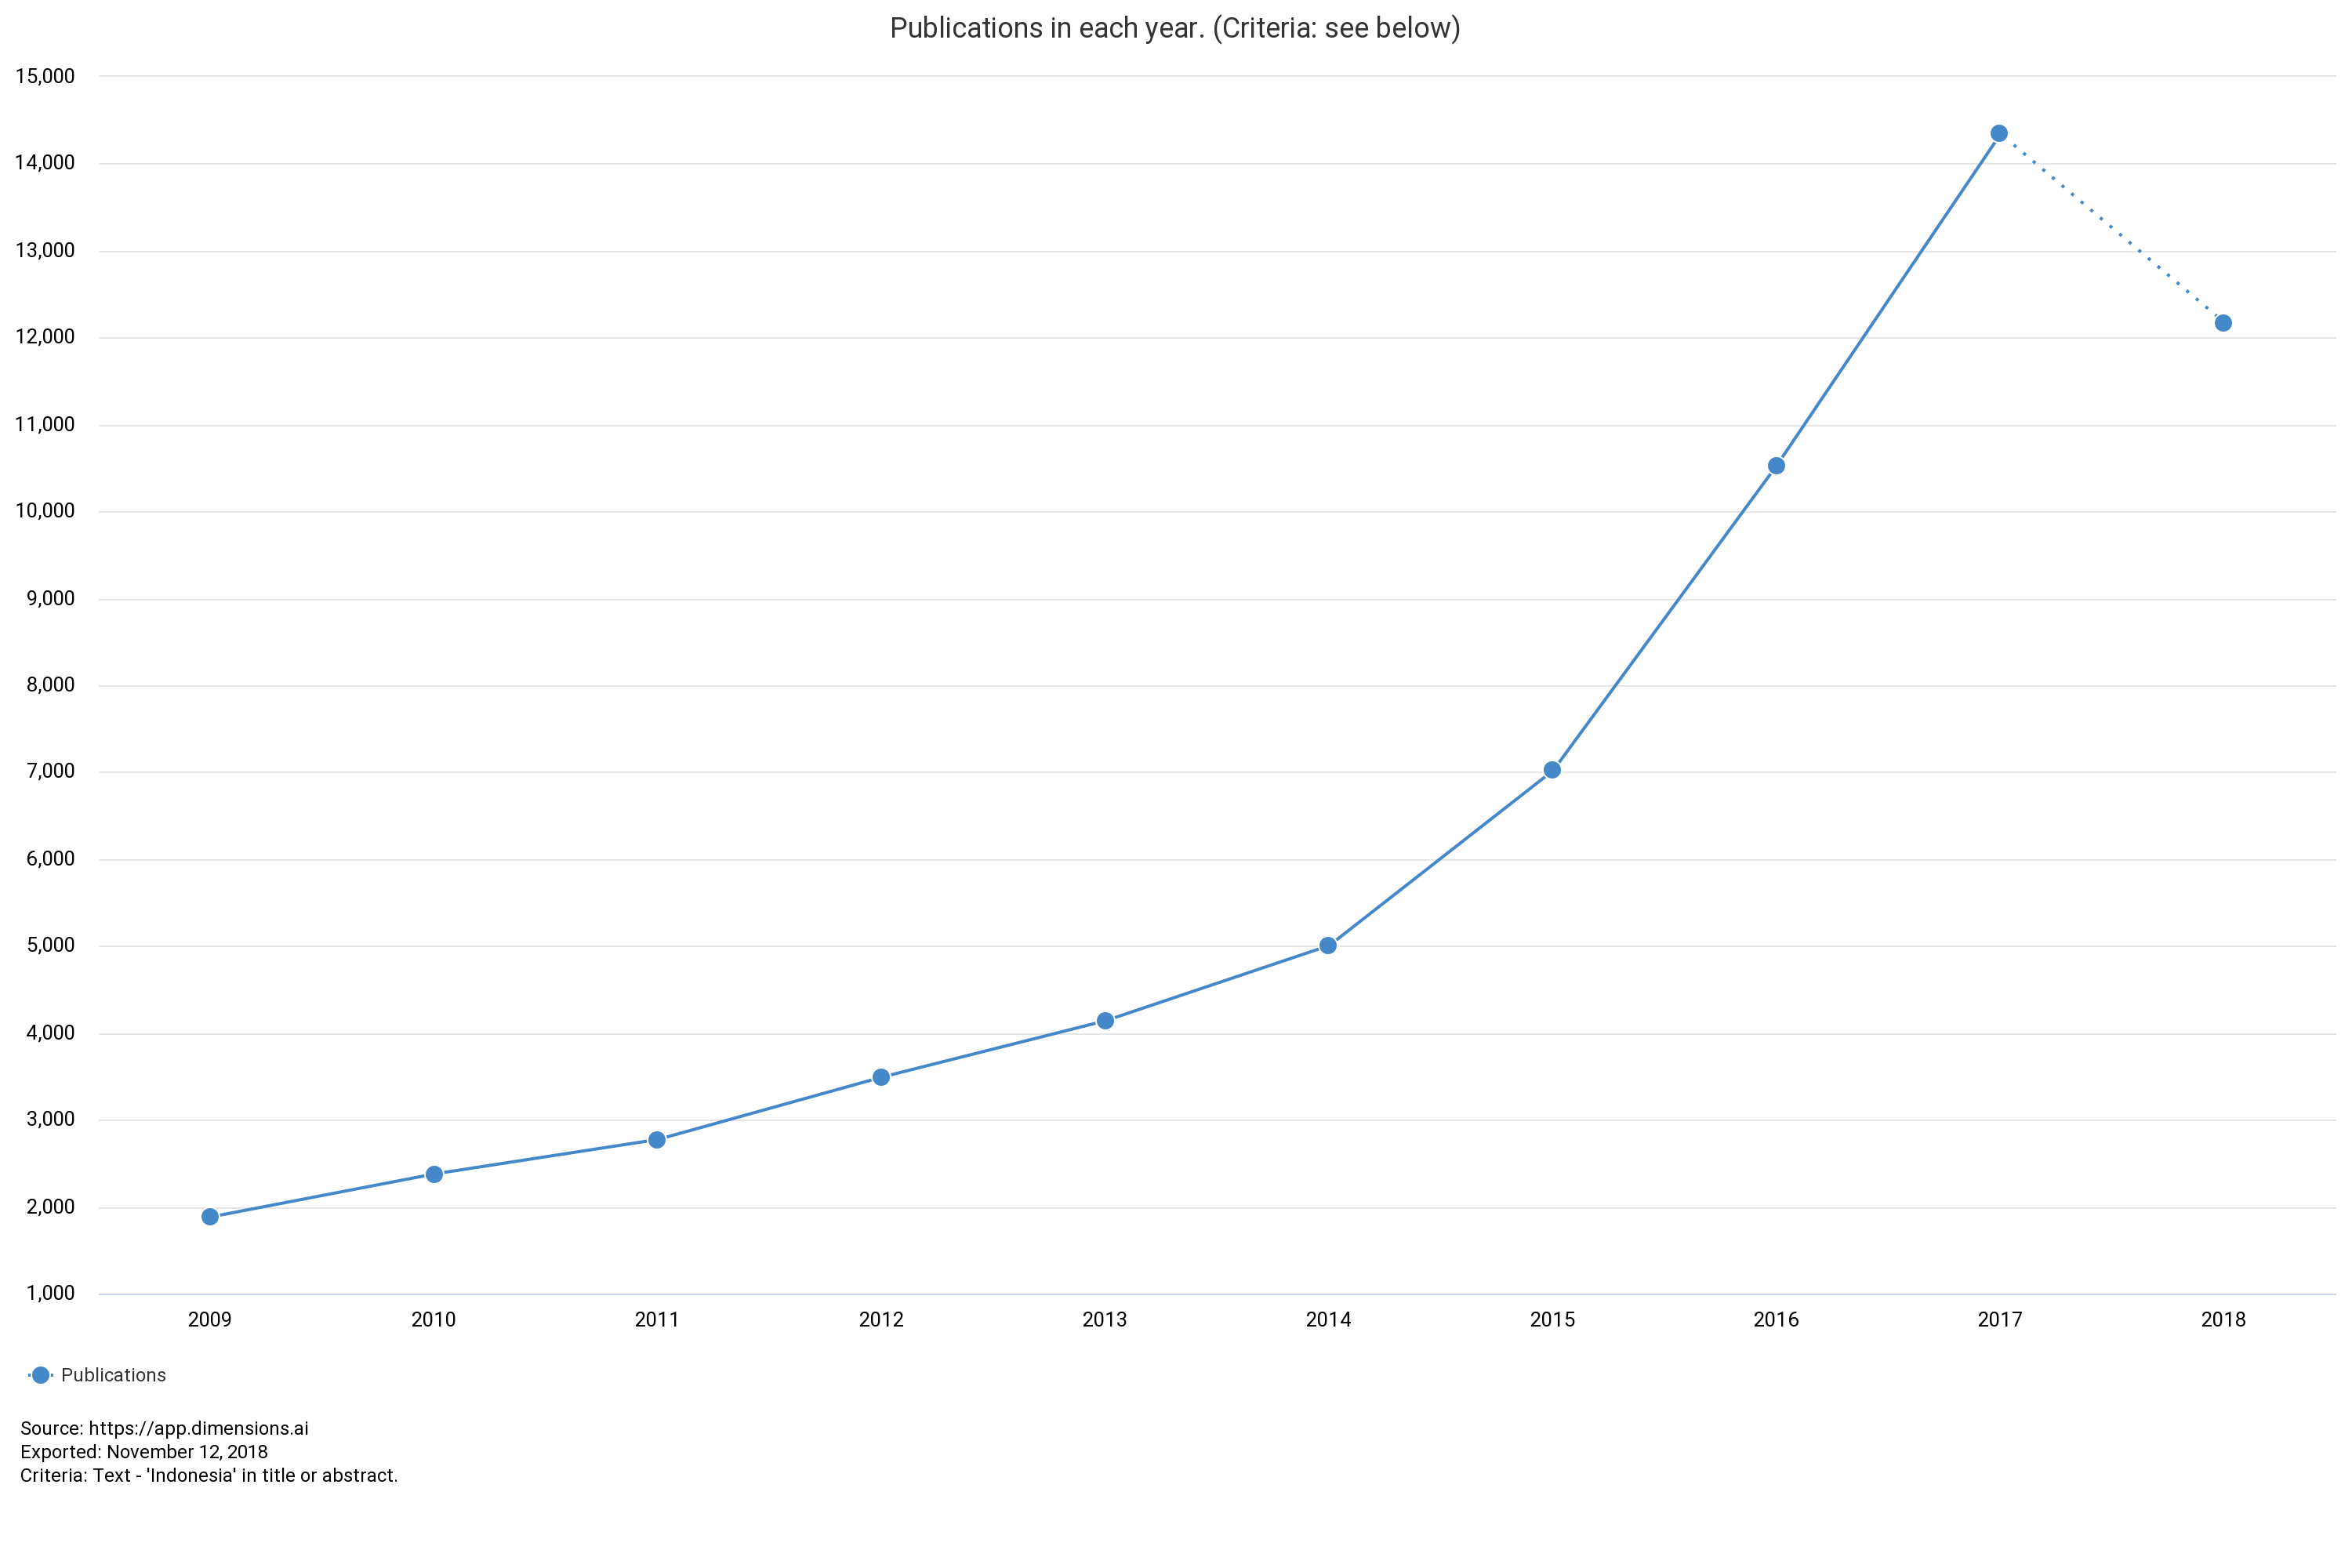 Publications in each year. (Criteria: see below)
15,000
14,000
13,000
12,000
11,000
10,000
9,000
8,000
7,000
6,000
5,000
4,000
3,000
2,000
1,000
2009 2010 2011 2012 2013 2014 2015 2016 2017 2018
Publications
Source: https://app.dimensions.ai
Exported: November 12, 2018
Criteria: Text - 'Indonesia' in title or abstract.